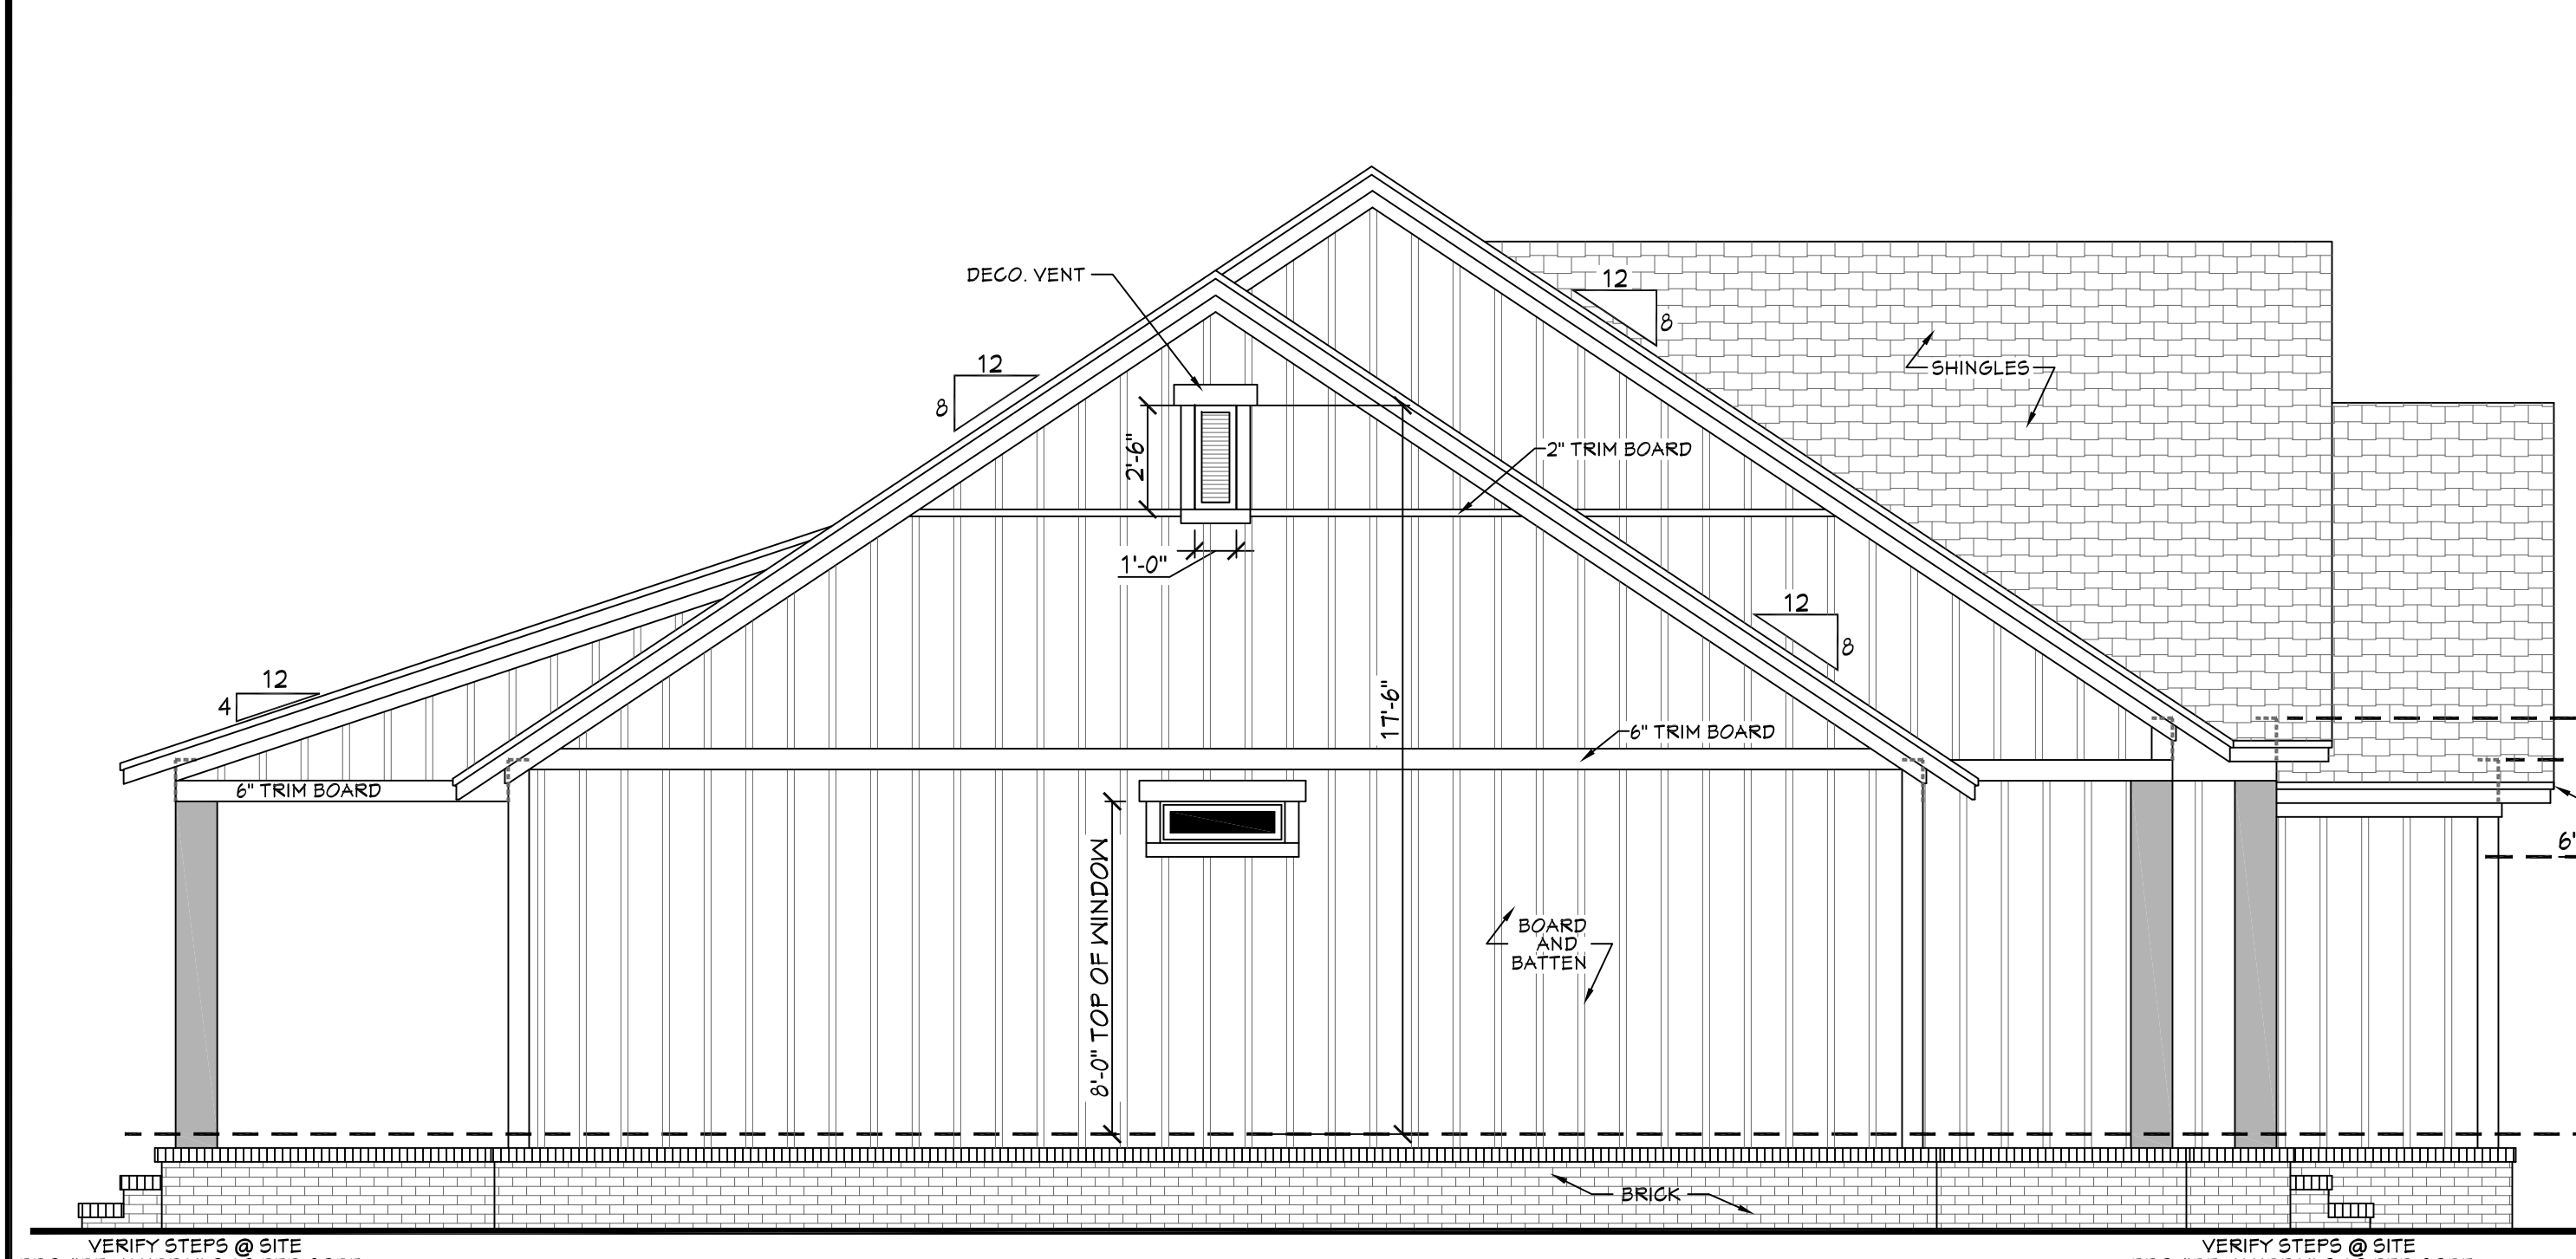 DECO. VENT
12
8
12
8
SHINGLES
2'-6"
2" TRIM BOARD
1'-0"
12
8
12
4
17'-6"
6" TRIM BOARD
6" TRIM BOARD
8'-0" TOP OF WINDOW
6"
BOARD
AND
BATTEN
BRICK
VERIFY STEPS @ SITE
VERIFY STEPS @ SITE